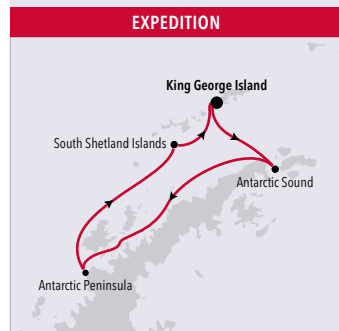 EXPEDITION
King George Island
South Shetland Islands
Antarctic Sound
Antarctic Peninsula